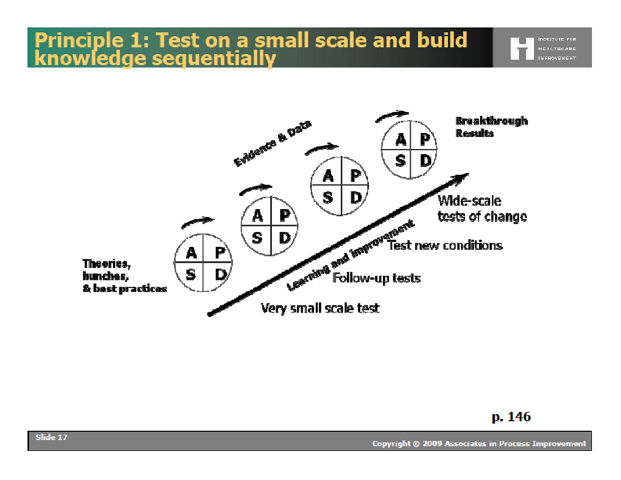 Principle 1: Test on a small scale and build
knowledge sequentially
INSTITUTE FOR
HEALTHCARE
IMPROVEMENT
Breakthrough
Results
Evidence & Data
A P
S D
A P
S D
A P
S D
A P
S D
Wide-scale
tests of change
Test new conditions
Learning and improvement
Follow-up tests
Very small scale test
Theories,
hunches,
& best practices
p. 146
Slide 17
Copyright © 2009 Associates in Process Improvement